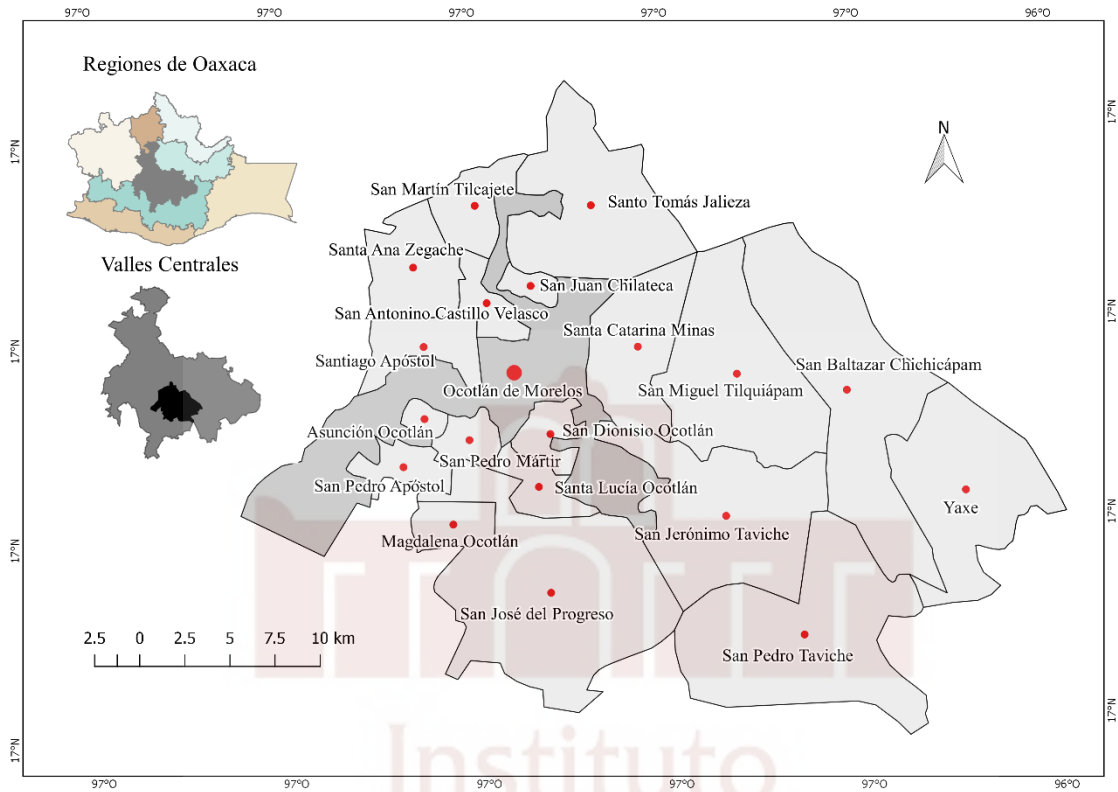 97°O 97°O 97°O 97°O 97°O 96°O
Regiones de Oaxaca
N
17°N
17°N
San Martín Tilcajete
Santo Tomás Jalieza
Santa Ana Zegache
Valles Centrales
San Juan Chilateca
San Antonino Castillo Velasco
17°N
Santa Catarina Minas
17°N
Santiago Apóstol
San Baltazar Chichicápam
Ocotlán de Morelos
San Miguel Tilquiápam
Asunción Ocotlán
San Dionisio Ocotlán
San Pedro Mártir
San Pedro Apóstol
Santa Lucía Ocotlán
Yaxe
17°N
San Jerónimo Taviche
Magdalena Ocotlán
17°N
San José del Progreso
2.5 0 2.5 5 7.5 10 km
San Pedro Taviche
17°N
17°N
Instituto
97°O 97°O 97°O 97°O 97°O 96°O